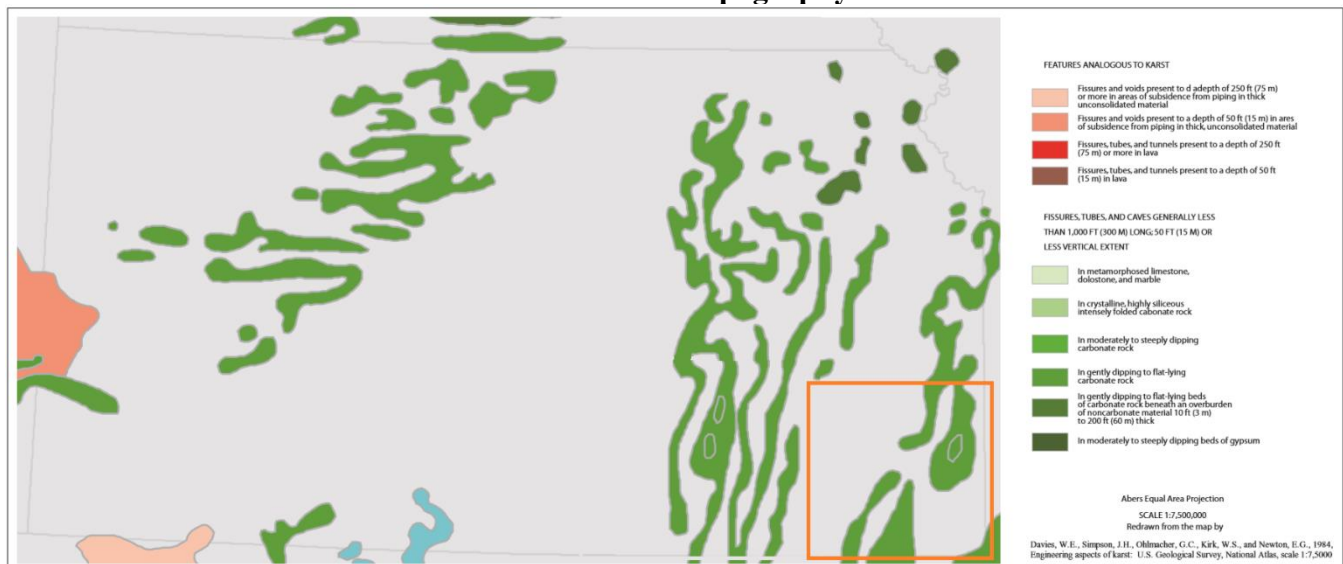 FEATURES ANALOGOUS TO KARST
Fissures and voids present to d adepth of 250 ft (75 m)
or more in areas of subsidence from piping in thick
unconsolidated material
Fissures and voids present to a depth of 50 ft (15 m) in ares
of subsidence from piping in thick, unconsolidated material
Fissures, tubes, and tunnels present to a depth of 250 ft
(75 m) or more in lava
Fissures, tubes, and tunnels present to a depth of 50 ft
(15 m) in lava
FISSURES, TUBES, AND CAVES GENERALLY LESS
THAN 1,000 FT (300 M) LONG; 50 FT (15 M) OR
LESS VERTICAL EXTENT
In metamorphosed limestone,
dolostone, and marble
In crystalline, highly siliceous
intensely folded cabonate rock
In moderately to steeply dipping
carbonate rock
In gently dipping to flat-lying
carbonate rock
In gently dipping to flat-lying beds
of carbonate rock beneath an overburden
of noncarbonate material 10 ft (3 m)
to 200 ft (60 m) thick
In moderately to steeply dipping beds of gypsum
Abers Equal Area Projection
SCALE 1:7,500,000
Redrawn from the map by
Davies, W.E., Simpson, J.H., Ohlmacher, G.C., Kirk, W.S., and Newton, E.G., 1984,
Engineering aspects of karst: U.S. Geological Survey, National Atlas, scale 1:7,5000